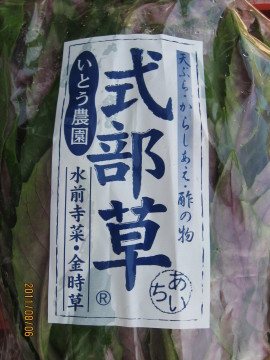 天ぷら・からしあえ・酢の物
式部草
®
いとう農園
水前寺菜・金時草
あいち
2011/08/06